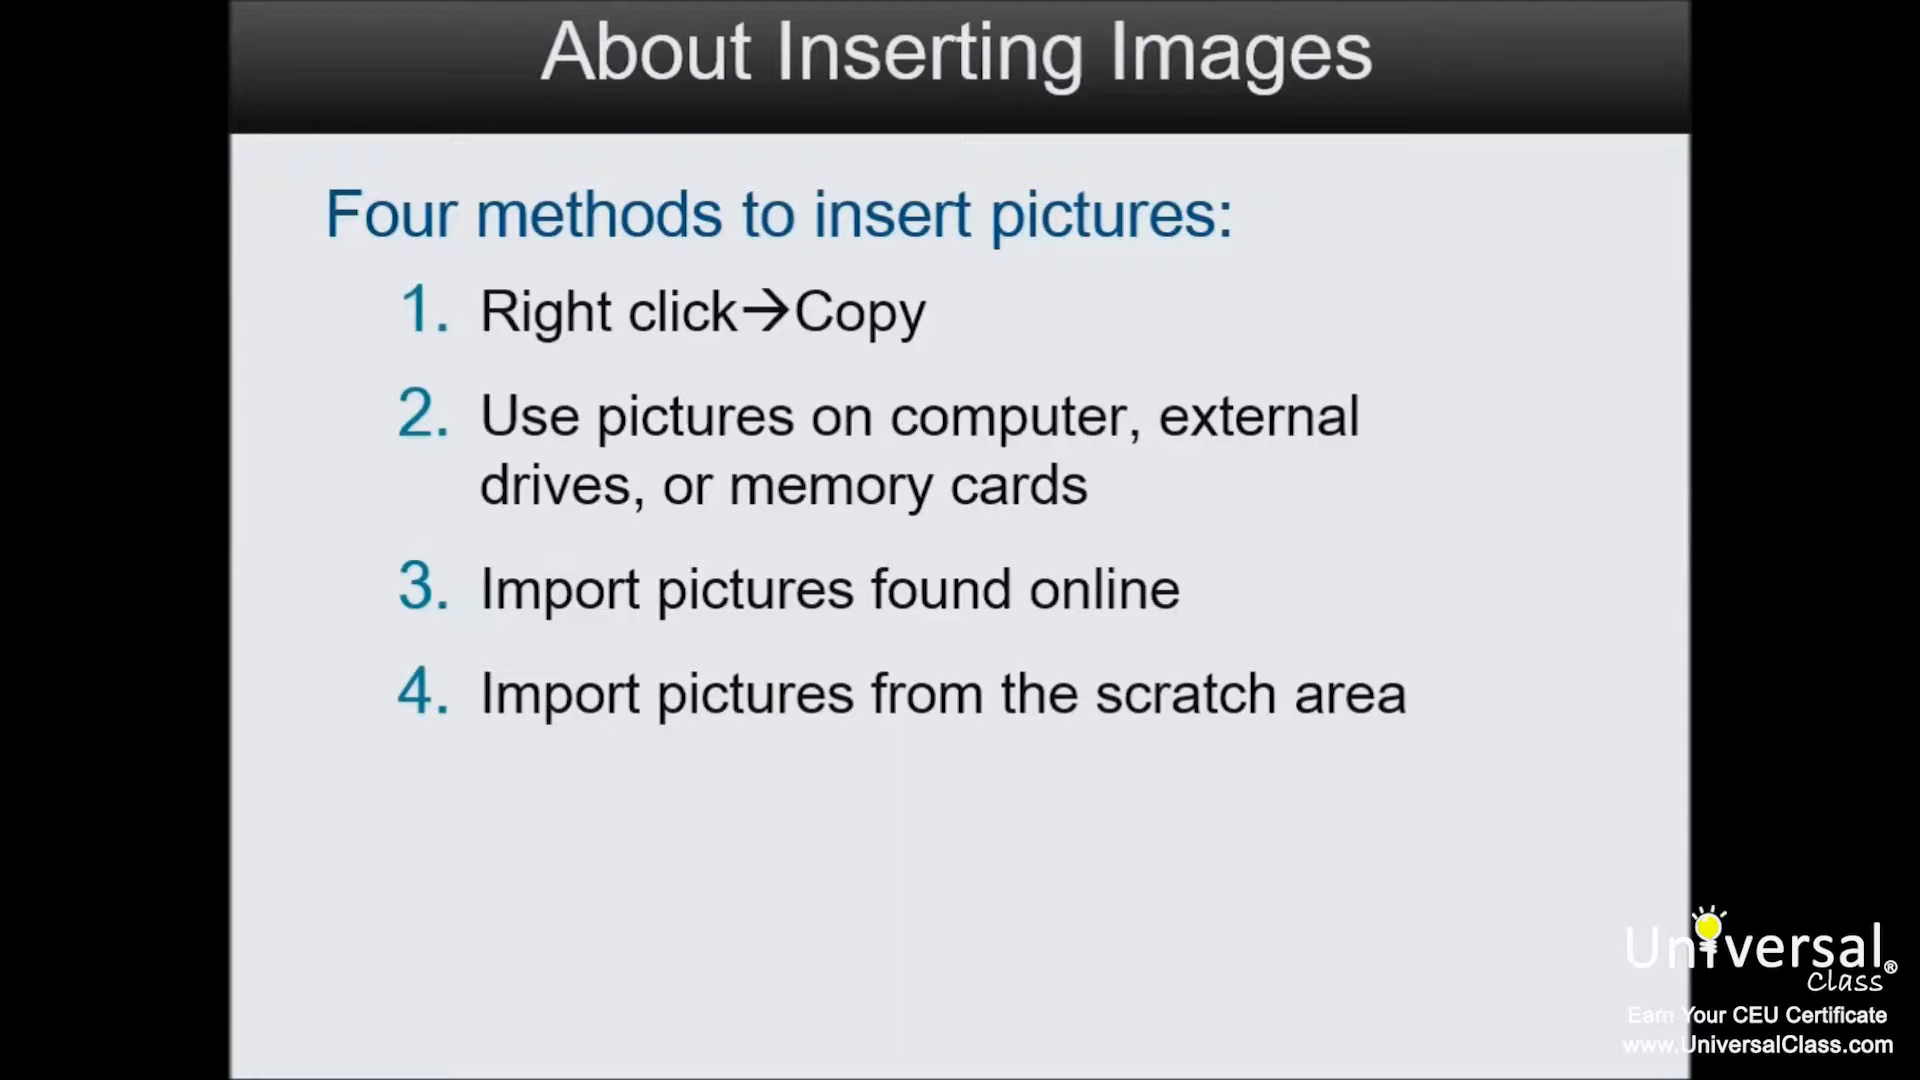 About Inserting Images
Four methods to insert pictures:
1. Right click→Copy
2. Use pictures on computer, external
drives, or memory cards
3. Import pictures found online
4. Import pictures from the scratch area
Universal®
Class
Earn Your CEU Certificate
www.UniversalClass.com